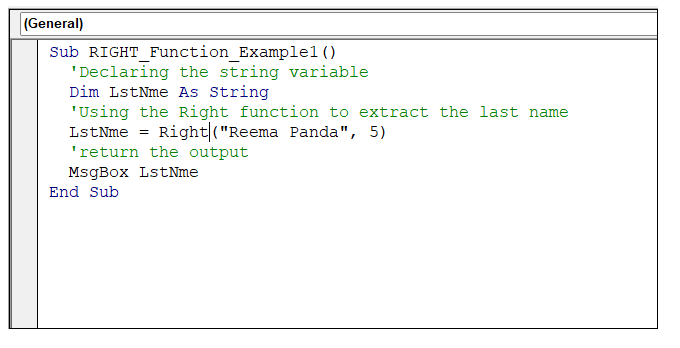 (General)
Sub RIGHT_Function_Example1()
'Declaring the string variable
Dim LstNme As String
'Using the Right function to extract the last name
LstNme = Right("Reema Panda", 5)
'return the output
MsgBox LstNme
End Sub